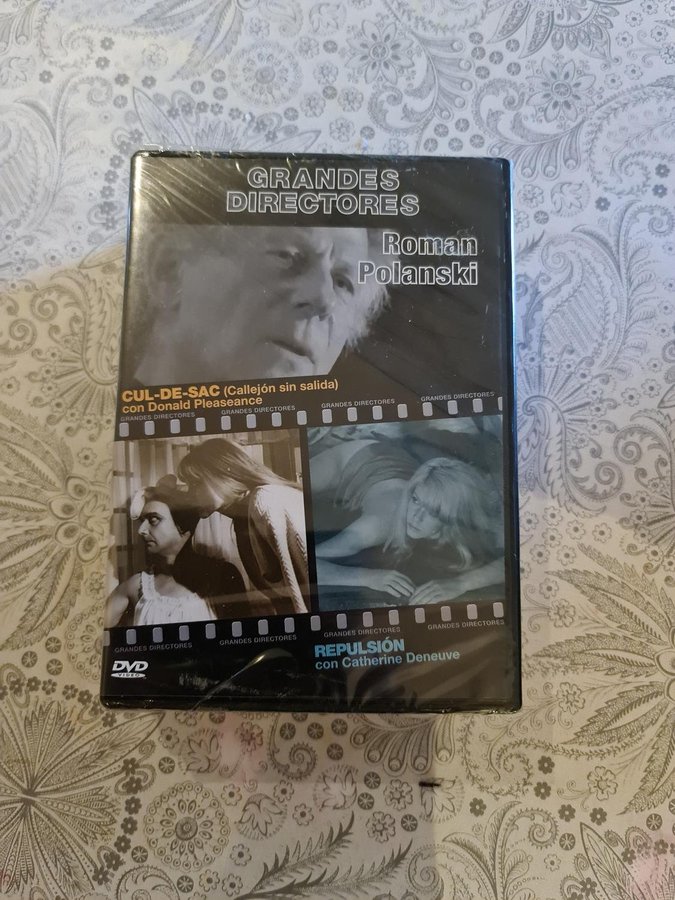 GRANDES
DIRECTORES
Roman
Polanski
CUL-DE-SAC (Callejón sin salida)
con Donald Pleaseance
GRANDES DIRECTORES GRANDES DIRECTORES GRANDES DIRECTORES GRANDES DIRECTORES
GRANDES DIRECTORES GRANDES DIRECTORES GRANDES DIRECTORES GRANDES DIRECTORES
REPULSIÓN
con Catherine Deneuve
DVD
VIDEO